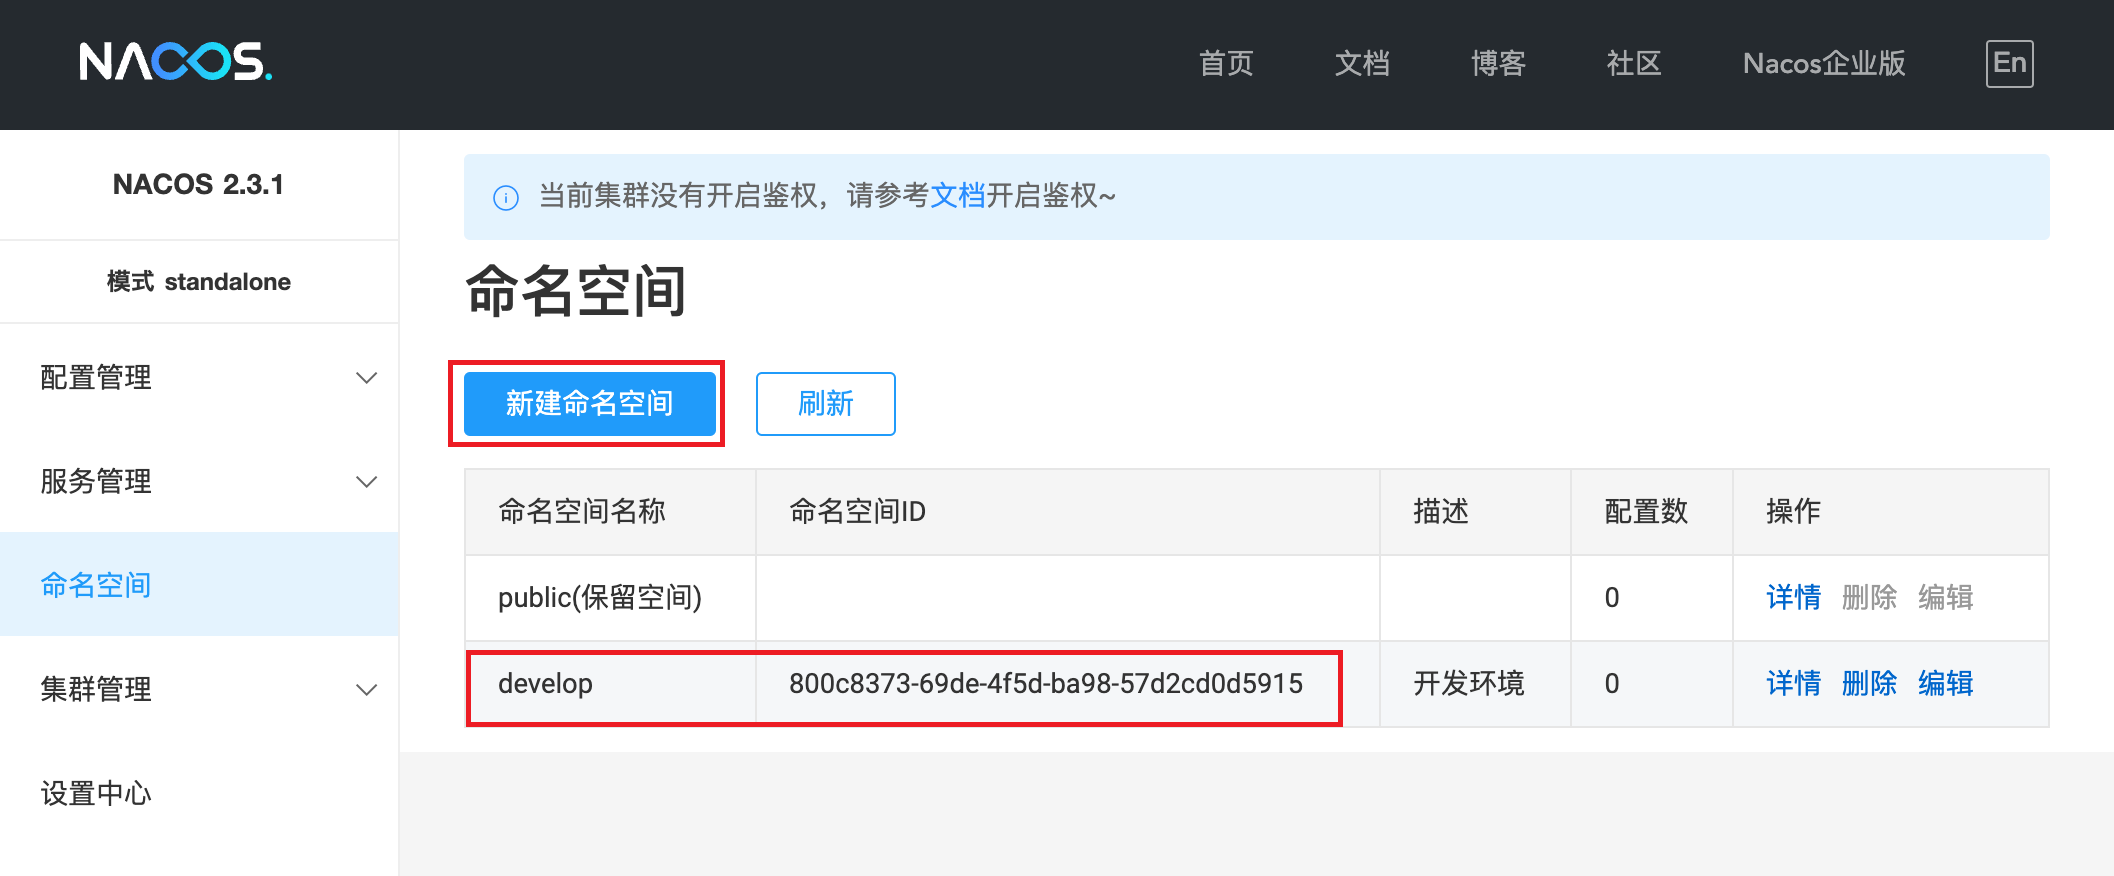 NACOS.
首页 文档 博客 社区 Nacos企业版 En
NACOS 2.3.1
模式 standalone
配置管理
服务管理
命名空间
集群管理
设置中心
当前集群没有开启鉴权，请参考文档开启鉴权~
命名空间
新建命名空间 刷新
命名空间名称 命名空间ID 描述 配置数 操作
public(保留空间) 0 详情 删除 编辑
develop 800c8373-69de-4f5d-ba98-57d2cd0d5915 开发环境 0 详情 删除 编辑